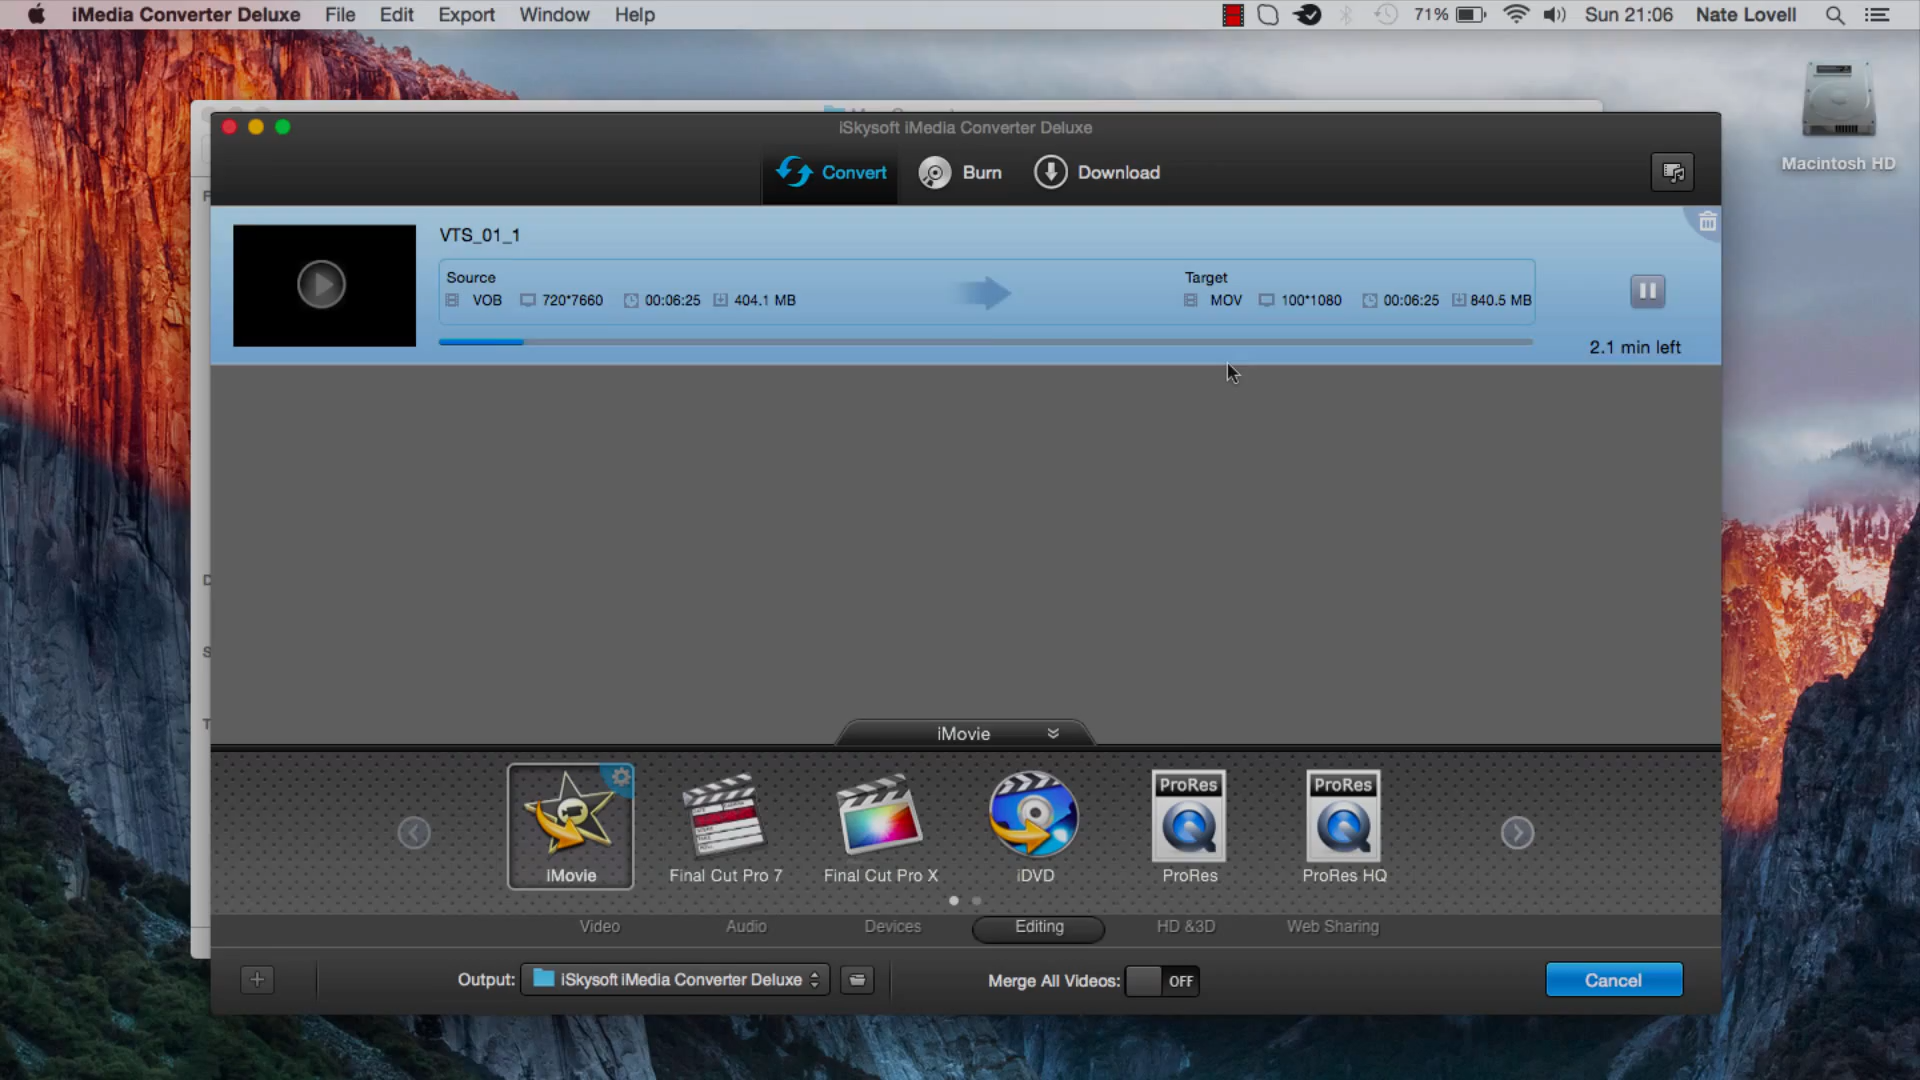 iMedia Converter Deluxe File Edit Export Window Help 71% Sun 21:06 Nate Lovell
Macintosh HD
iSkysoft iMedia Converter Deluxe
Convert Burn Download
VTS_01_1
Source Target
VOB 720*7660 00:06:25 404.1 MB MOV 100*1080 00:06:25 840.5 MB
2.1 min left
iMovie
ProRes ProRes
iMovie Final Cut Pro 7 Final Cut Pro X iDVD ProRes ProRes HQ
Video Audio Devices Editing HD &3D Web Sharing
Output: iSkysoft iMedia Converter Deluxe Merge All Videos: OFF Cancel